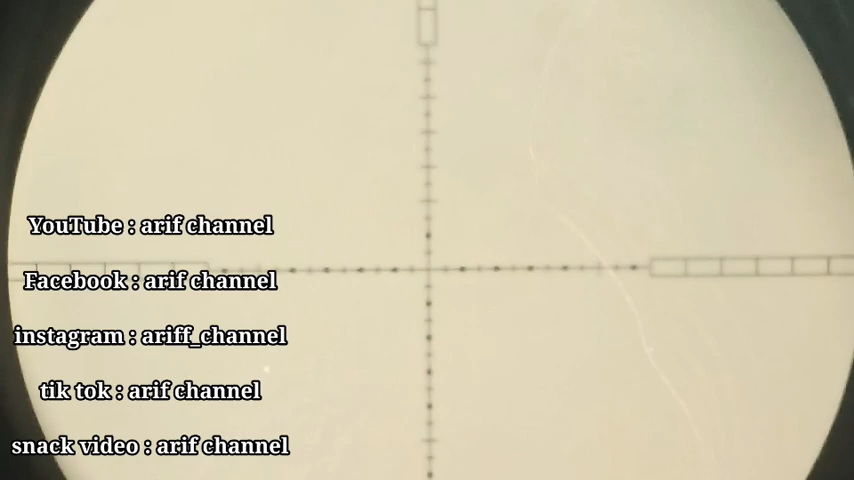 YouTube : arif channel
Facebook : arif channel
instagram : ariff_channel
tik tok : arif channel
snack video : arif channel